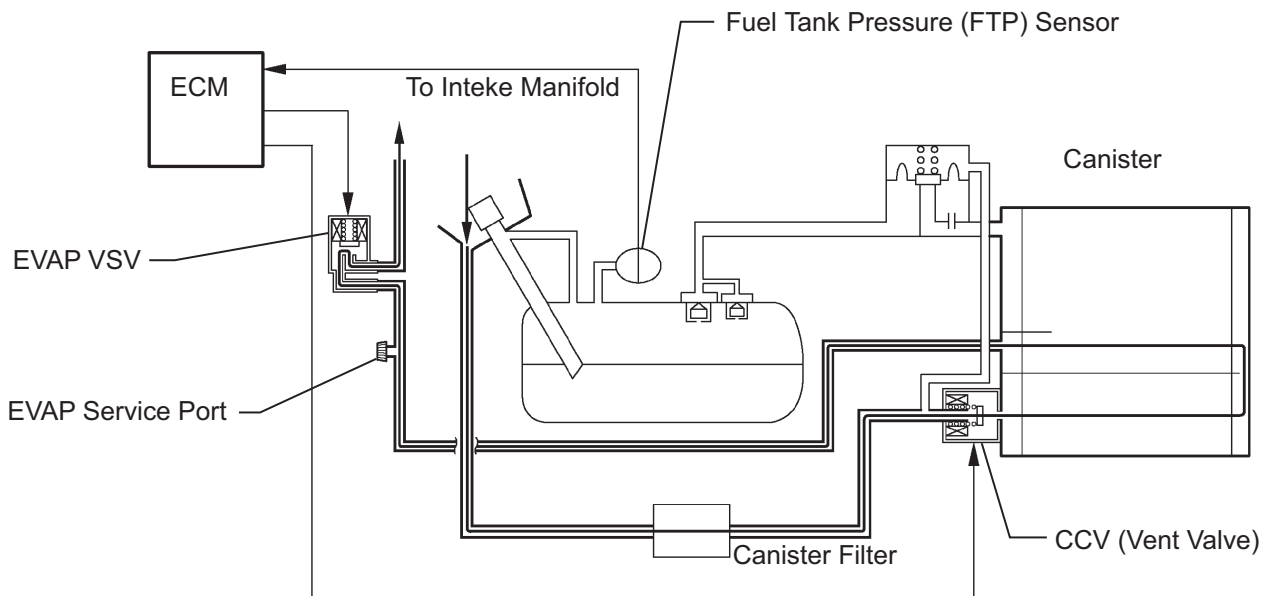 Fuel Tank Pressure (FTP) Sensor
ECM
To Inteke Manifold
Canister
EVAP VSV
EVAP Service Port
Canister Filter
CCV (Vent Valve)